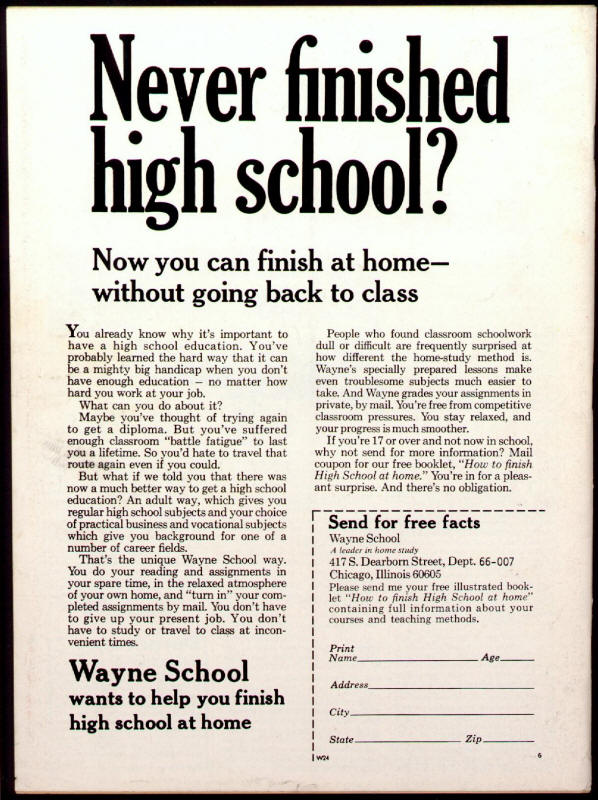 Never finished
high school?
Now you can finish at home—
without going back to class
You already know why it's important to
have a high school education. You've
probably learned the hard way that it can
be a mighty big handicap when you don't
have enough education – no matter how
hard you work at your job.
What can you do about it?
Maybe you've thought of trying again
to get a diploma. But you've suffered
enough classroom "battle fatigue" to last
you a lifetime. So you'd hate to travel that
route again even if you could.
But what if we told you that there was
now a much better way to get a high school
education? An adult way, which gives you
regular high school subjects and your choice
of practical business and vocational subjects
which give you background for one of a
number of career fields.
That's the unique Wayne School way.
You do your reading and assignments in
your spare time, in the relaxed atmosphere
of your own home, and "turn in" your com-
pleted assignments by mail. You don't have
to give up your present job. You don't
have to study or travel to class at incon-
venient times.
Wayne School
wants to help you finish
high school at home
People who found classroom schoolwork
dull or difficult are frequently surprised at
how different the home-study method is.
Wayne's specially prepared lessons make
even troublesome subjects much easier to
take. And Wayne grades your assignments in
private, by mail. You're free from competitive
classroom pressures. You stay relaxed, and
your progress is much smoother.
If you're 17 or over and not now in school,
why not send for more information? Mail
coupon for our free booklet, "How to finish
High School at home." You're in for a pleas-
ant surprise. And there's no obligation.
Send for free facts
Wayne School
A leader in home study
417 S. Dearborn Street, Dept. 66-007
Chicago, Illinois 60605
Please send me your free illustrated book-
let "How to finish High School at home"
containing full information about your
courses and teaching methods.
Print
Name Age
Address
City
State Zip
W24 6